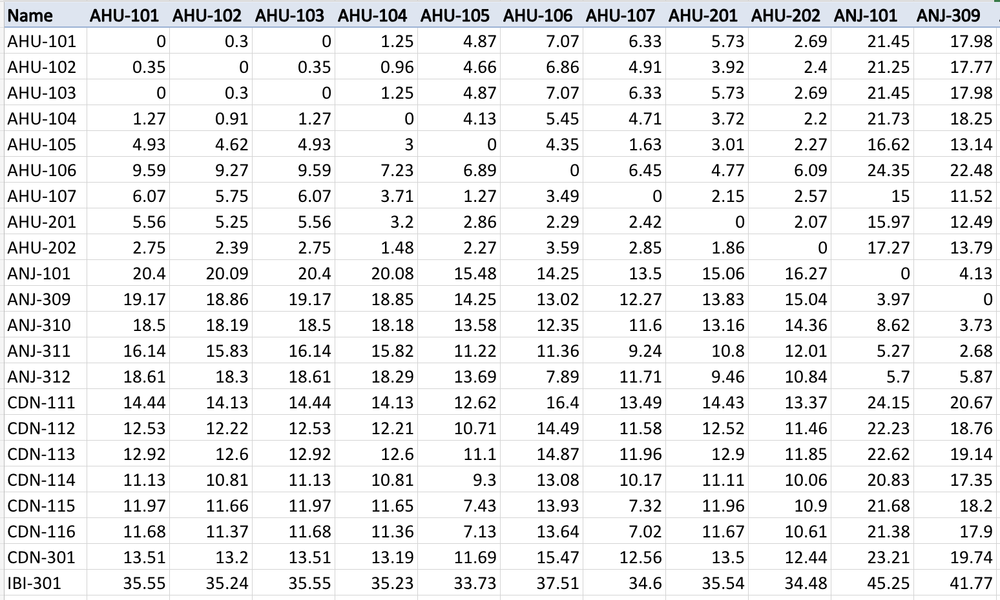 Name AHU-101 AHU-102 AHU-103 AHU-104 AHU-105 AHU-106 AHU-107 AHU-201 AHU-202 ANJ-101 ANJ-309
AHU-101 0 0.3 0 1.25 4.87 7.07 6.33 5.73 2.69 21.45 17.98
AHU-102 0.35 0 0.35 0.96 4.66 6.86 4.91 3.92 2.4 21.25 17.77
AHU-103 0 0.3 0 1.25 4.87 7.07 6.33 5.73 2.69 21.45 17.98
AHU-104 1.27 0.91 1.27 0 4.13 5.45 4.71 3.72 2.2 21.73 18.25
AHU-105 4.93 4.62 4.93 3 0 4.35 1.63 3.01 2.27 16.62 13.14
AHU-106 9.59 9.27 9.59 7.23 6.89 0 6.45 4.77 6.09 24.35 22.48
AHU-107 6.07 5.75 6.07 3.71 1.27 3.49 0 2.15 2.57 15 11.52
AHU-201 5.56 5.25 5.56 3.2 2.86 2.29 2.42 0 2.07 15.97 12.49
AHU-202 2.75 2.39 2.75 1.48 2.27 3.59 2.85 1.86 0 17.27 13.79
ANJ-101 20.4 20.09 20.4 20.08 15.48 14.25 13.5 15.06 16.27 0 4.13
ANJ-309 19.17 18.86 19.17 18.85 14.25 13.02 12.27 13.83 15.04 3.97 0
ANJ-310 18.5 18.19 18.5 18.18 13.58 12.35 11.6 13.16 14.36 8.62 3.73
ANJ-311 16.14 15.83 16.14 15.82 11.22 11.36 9.24 10.8 12.01 5.27 2.68
ANJ-312 18.61 18.3 18.61 18.29 13.69 7.89 11.71 9.46 10.84 5.7 5.87
CDN-111 14.44 14.13 14.44 14.13 12.62 16.4 13.49 14.43 13.37 24.15 20.67
CDN-112 12.53 12.22 12.53 12.21 10.71 14.49 11.58 12.52 11.46 22.23 18.76
CDN-113 12.92 12.6 12.92 12.6 11.1 14.87 11.96 12.9 11.85 22.62 19.14
CDN-114 11.13 10.81 11.13 10.81 9.3 13.08 10.17 11.11 10.06 20.83 17.35
CDN-115 11.97 11.66 11.97 11.65 7.43 13.93 7.32 11.96 10.9 21.68 18.2
CDN-116 11.68 11.37 11.68 11.36 7.13 13.64 7.02 11.67 10.61 21.38 17.9
CDN-301 13.51 13.2 13.51 13.19 11.69 15.47 12.56 13.5 12.44 23.21 19.74
IBI-301 35.55 35.24 35.55 35.23 33.73 37.51 34.6 35.54 34.48 45.25 41.77